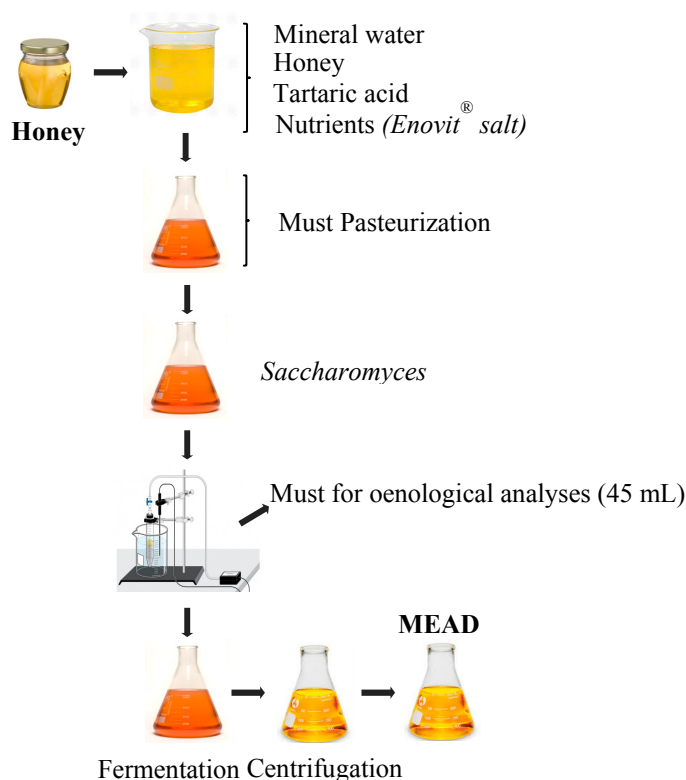 Mineral water
Honey
Tartaric acid
Nutrients (Enovit® salt)
Honey
Must Pasteurization
Saccharomyces
Must for oenological analyses (45 mL)
MEAD
Fermentation Centrifugation